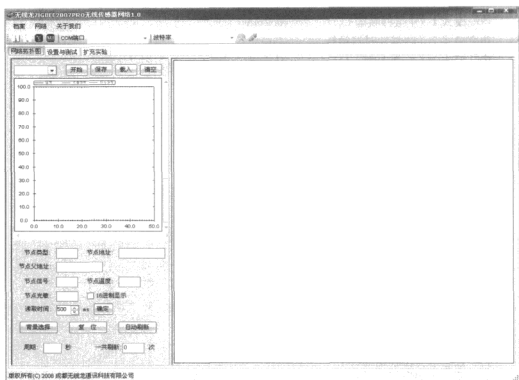 无线龙ZIGBEE2007PRO无线传感器网络1.0
档案 网络 关于我们
COM端口 波特率
网络拓扑图 设置与测试 扩充实验
开始 保存 载入 清空
100.0
90.0
80.0
70.0
60.0
50.0
40.0
30.0
20.0
10.0
0.0
0.0 10.0 20.0 30.0 40.0 50.0
节点类型: 节点地址:
节点父地址:
节点信号: 节点温度:
节点光敏: 16进制显示
读取时间: 500 ms 确定
背景选择 复 位 自动刷新
周期: 秒 一共刷新: 0 次
版权所有(C) 2008 成都无线龙通讯科技有限公司